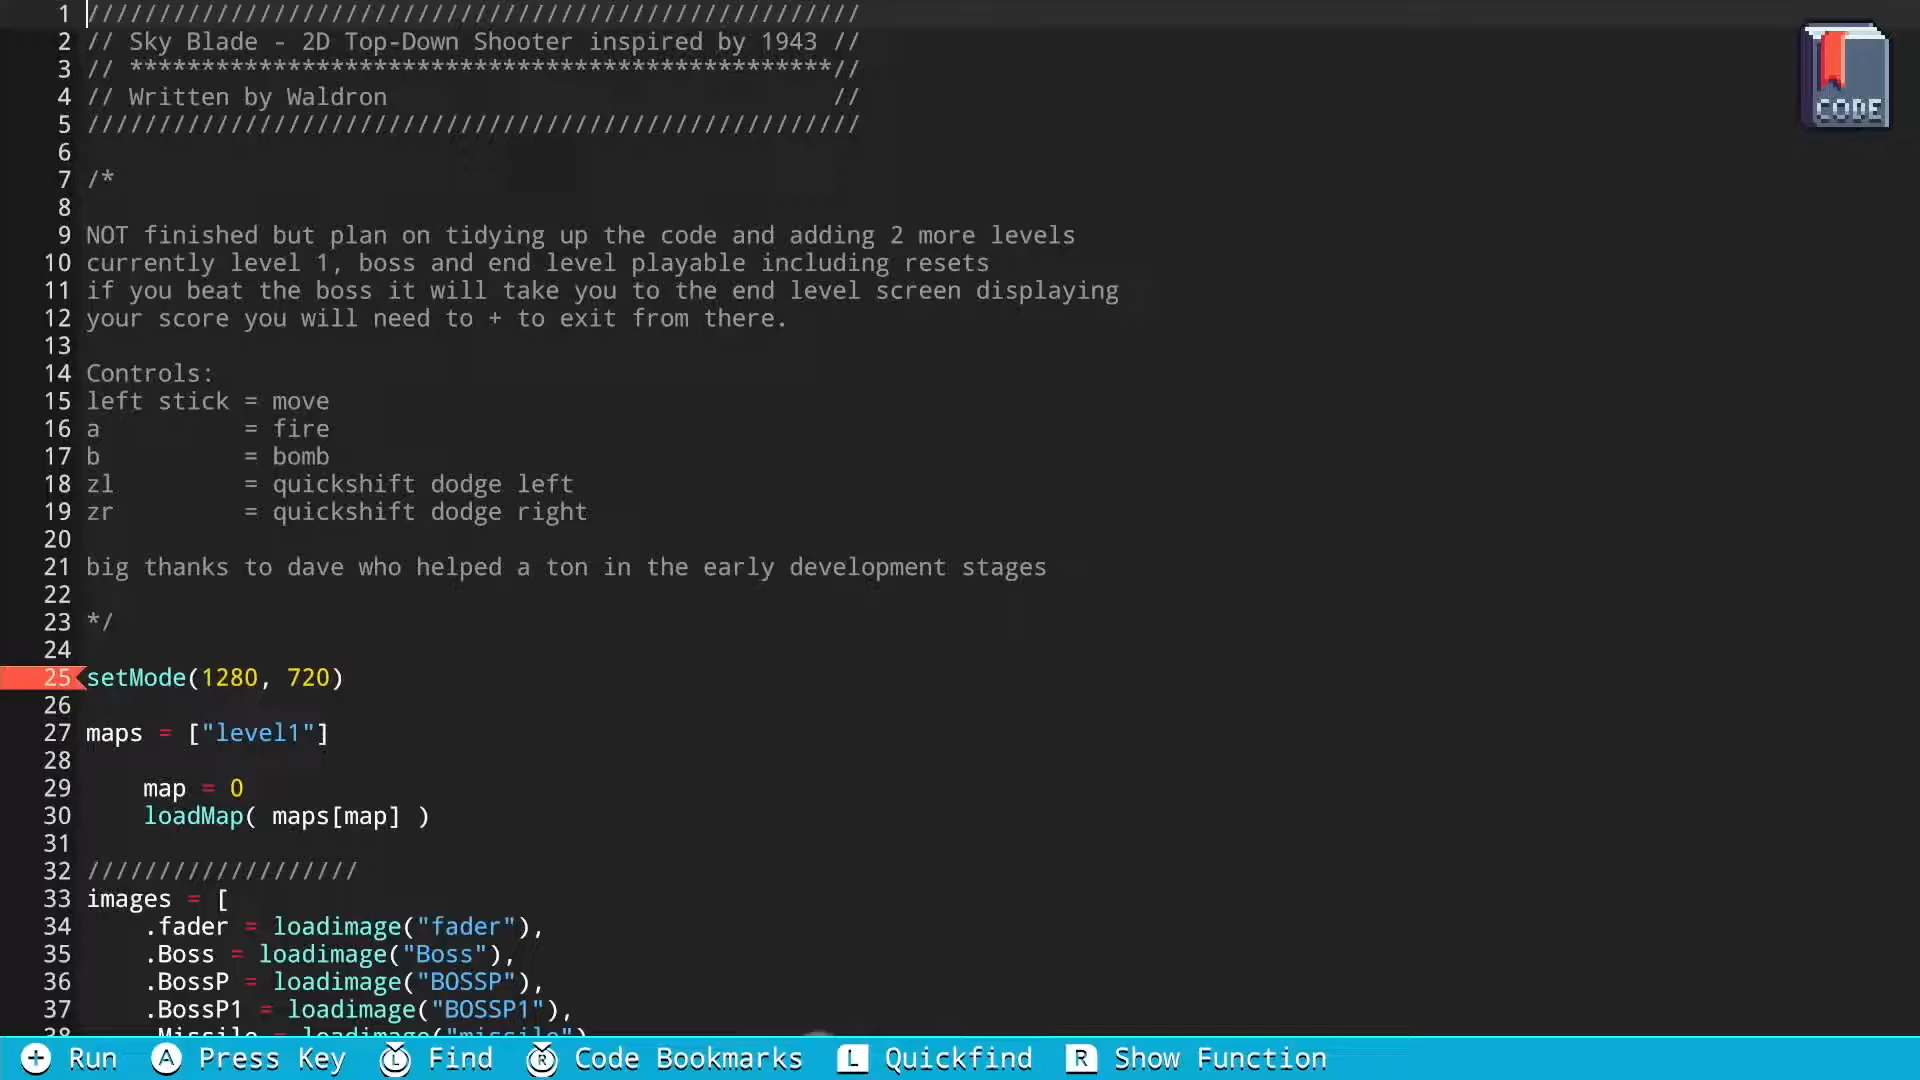 1 //////////////////////////////////////////////////////
2 // Sky Blade - 2D Top-Down Shooter inspired by 1943 //
3 // *************************************************//
4 // Written by Waldron                               //
5 //////////////////////////////////////////////////////
6
7 /*
8
9 NOT finished but plan on tidying up the code and adding 2 more levels
10 currently level 1, boss and end level playable including resets
11 if you beat the boss it will take you to the end level screen displaying
12 your score you will need to + to exit from there.
13
14 Controls:
15 left stick = move
16 a          = fire
17 b          = bomb
18 zl         = quickshift dodge left
19 zr         = quickshift dodge right
20
21 big thanks to dave who helped a ton in the early development stages
22
23 */
24
25 setMode(1280, 720)
26
27 maps = ["level1"]
28
29     map = 0
30     loadMap( maps[map] )
31
32 ///////////////////
33 images = [
34     .fader = loadimage("fader"),
35     .Boss = loadimage("Boss"),
36     .BossP = loadimage("BOSSP"),
37     .BossP1 = loadimage("BOSSP1"),
38     .Missile = loadimage("missile"),
CODE
+ Run A Press Key L Find R Code Bookmarks L Quickfind R Show Function